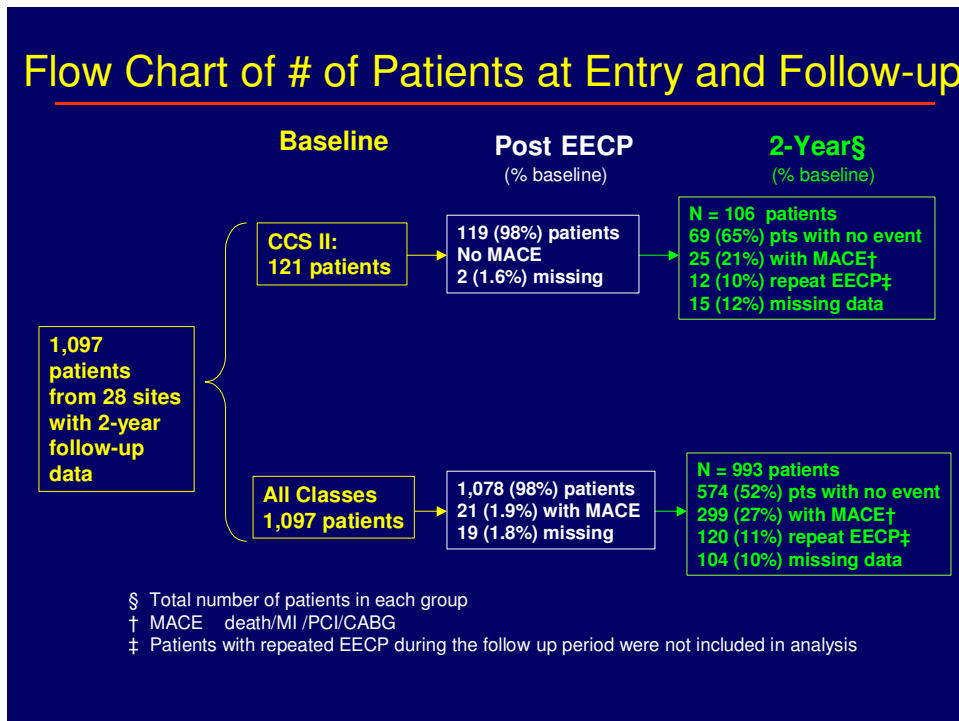 Flow Chart of # of Patients at Entry and Follow-up
Baseline
Post EECP
(% baseline)
2-Year§
(% baseline)
1,097
patients
from 28 sites
with 2-year
follow-up
data
CCS II:
121 patients
119 (98%) patients
No MACE
2 (1.6%) missing
N = 106 patients
69 (65%) pts with no event
25 (21%) with MACE†
12 (10%) repeat EECP‡
15 (12%) missing data
All Classes
1,097 patients
1,078 (98%) patients
21 (1.9%) with MACE
19 (1.8%) missing
N = 993 patients
574 (52%) pts with no event
299 (27%) with MACE†
120 (11%) repeat EECP‡
104 (10%) missing data
§ Total number of patients in each group
† MACE death/MI /PCI/CABG
‡ Patients with repeated EECP during the follow up period were not included in analysis